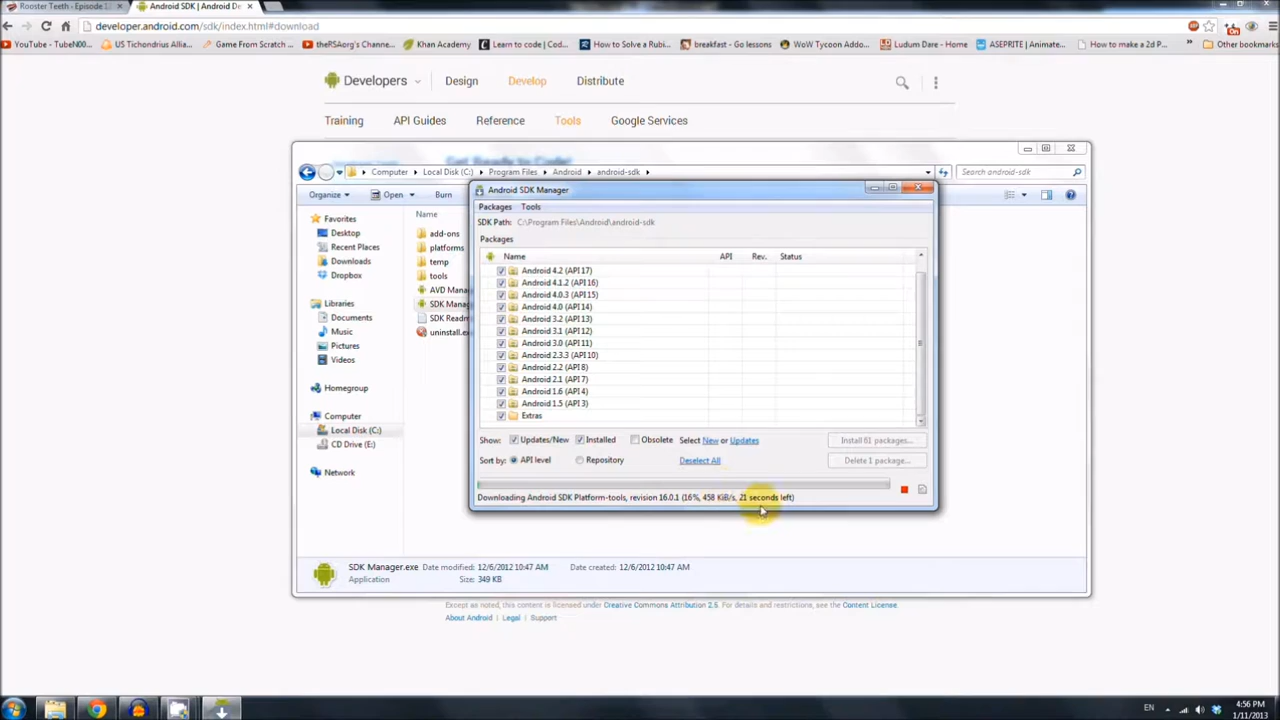 Rooster Teeth - Episode 1
Android SDK | Android De
developer.android.com/sdk/index.html#download
YouTube - TubeN00...
US Tichondrius Allia...
Game From Scratch ...
theRSAorg's Channe...
Khan Academy
Learn to code | Cod...
How to Solve a Rubi...
breakfast - Go lessons
WoW Tycoon Addo...
Ludum Dare - Home
ASEPRITE | Animate...
How to make a 2d P...
»
Other bookmarks
Developers
Design
Develop
Distribute
Training
API Guides
Reference
Tools
Google Services
Get Ready to Code!
Computer
Local Disk (C:)
Program Files
Android
android-sdk
Search android-sdk
Organize
Open
Burn
Favorites
Desktop
Recent Places
Downloads
Dropbox
Libraries
Documents
Music
Pictures
Videos
Homegroup
Computer
Local Disk (C:)
CD Drive (E:)
Network
Name
add-ons
platforms
temp
tools
AVD Mana
SDK Mana
SDK Readm
uninstall.ex
Android SDK Manager
Packages
Tools
SDK Path: C:\Program Files\Android\android-sdk
Packages
Name API Rev. Status
Android 4.2 (API 17)
Android 4.1.2 (API 16)
Android 4.0.3 (API 15)
Android 4.0 (API 14)
Android 3.2 (API 13)
Android 3.1 (API 12)
Android 3.0 (API 11)
Android 2.3.3 (API 10)
Android 2.2 (API 8)
Android 2.1 (API 7)
Android 1.6 (API 4)
Android 1.5 (API 3)
Extras
Show: Updates/New Installed Obsolete Select New or Updates
Install 61 packages...
Sort by: API level Repository Deselect All
Delete 1 package...
Downloading Android SDK Platform-tools, revision 16.0.1 (16%, 458 KiB/s, 21 seconds left)
SDK Manager.exe Date modified: 12/6/2012 10:47 AM Date created: 12/6/2012 10:47 AM
Application Size: 349 KB
Except as noted, this content is licensed under Creative Commons Attribution 2.5. For details and restrictions, see the Content License.
About Android | Legal | Support
EN
4:56 PM
1/11/2013